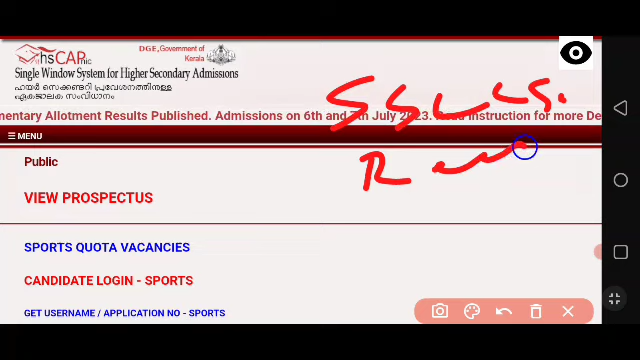 hsCAP
nic
DGE, Government of
Kerala
Single Window System for Higher Secondary Admissions
ഹയർ സെക്കണ്ടറി പ്രവേശനത്തിനുള്ള
ഏകജാലക സംവിധാനം
mentary Allotment Results Published. Admissions on 6th and 7th July 2023. Read Instruction for more De
☰ MENU
Public
VIEW PROSPECTUS
SPORTS QUOTA VACANCIES
CANDIDATE LOGIN - SPORTS
GET USERNAME / APPLICATION NO - SPORTS